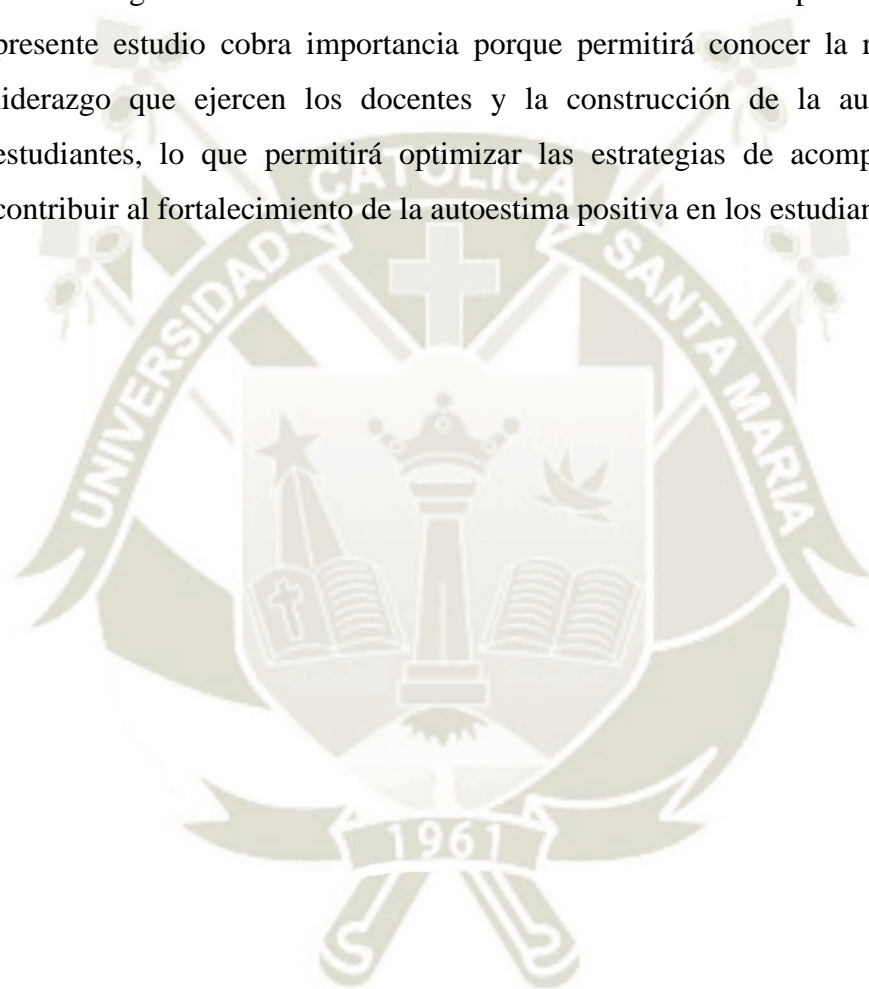 presente estudio cobra importancia porque permitirá conocer la
liderazgo que ejercen los docentes y la construcción de la
estudiantes, lo que permitirá optimizar las estrategias de
contribuir al fortalecimiento de la autoestima positiva en los
UNIVERSIDAD CATÓLICA SANTA MARIA
1961